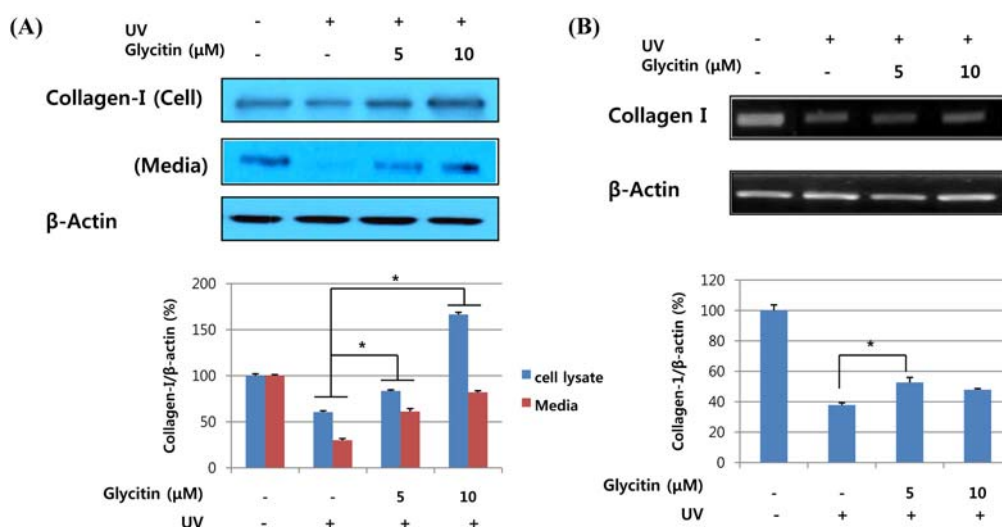 (A)
UV - + + +
Glycitin (μM) - - 5 10
Collagen-I (Cell)
(Media)
β-Actin
Collagen-I/β-actin (%)
200
150
100
50
0
*
*
cell lysate
Media
Glycitin (μM) - - 5 10
UV - + + +
(B)
UV - + + +
Glycitin (μM) - - 5 10
Collagen I
β-Actin
Collagen-1/β-actin (%)
120
100
80
60
40
20
0
*
Glycitin (μM) - - 5 10
UV - + + +